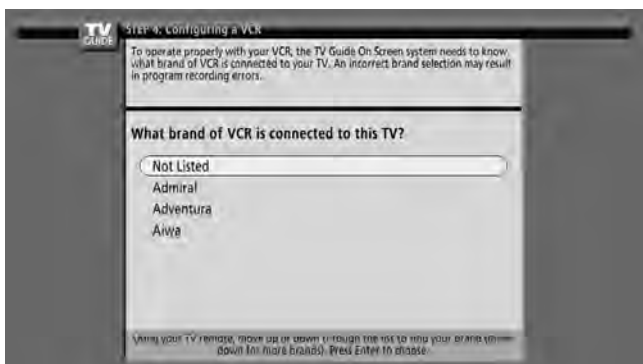 TV
GUIDE
STEP 4: Configuring a VCR
To operate properly with your VCR, the TV Guide On Screen system needs to know
what brand of VCR is connected to your TV. An incorrect brand selection may result
in program recording errors.
What brand of VCR is connected to this TV?
Not Listed
Admiral
Adventura
Aiwa
Using your TV remote, move up or down through the list to find your brand
down for more brands). Press Enter to choose.